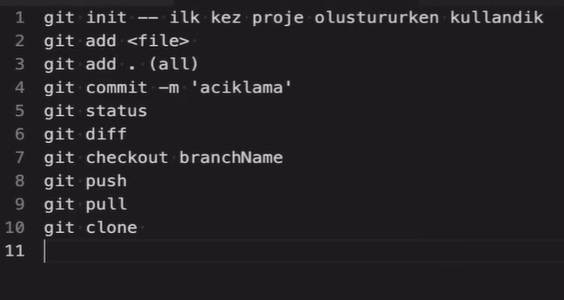 1 git init -- ilk kez proje olustururken kullandik
2 git add <file>
3 git add . (all)
4 git commit -m 'aciklama'
5 git status
6 git diff
7 git checkout branchName
8 git push
9 git pull
10 git clone
11